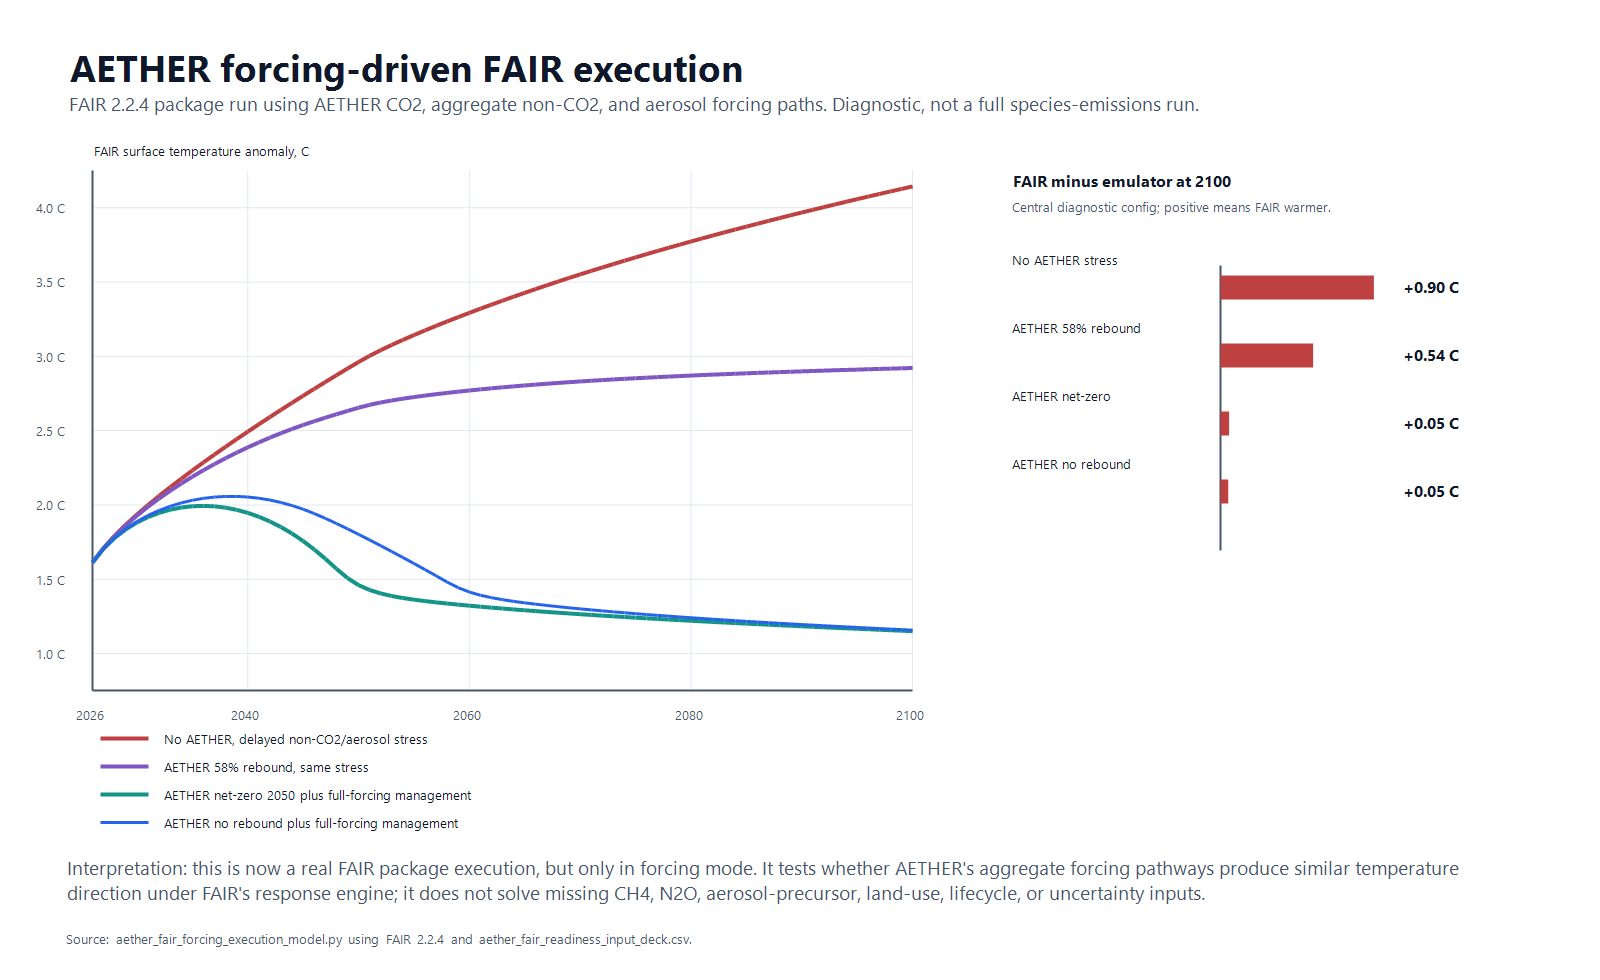 AETHER forcing-driven FAIR execution
FAIR 2.2.4 package run using AETHER CO2, aggregate non-CO2, and aerosol forcing paths. Diagnostic, not a full species-emissions run.
FAIR surface temperature anomaly, C
4.0 C
3.5 C
3.0 C
2.5 C
2.0 C
1.5 C
1.0 C
2026
2040
2060
2080
2100
No AETHER, delayed non-CO2/aerosol stress
AETHER 58% rebound, same stress
AETHER net-zero 2050 plus full-forcing management
AETHER no rebound plus full-forcing management
FAIR minus emulator at 2100
Central diagnostic config; positive means FAIR warmer.
No AETHER stress
+0.90 C
AETHER 58% rebound
+0.54 C
AETHER net-zero
+0.05 C
AETHER no rebound
+0.05 C
Interpretation: this is now a real FAIR package execution, but only in forcing mode. It tests whether AETHER's aggregate forcing pathways produce similar temperature
direction under FAIR's response engine; it does not solve missing CH4, N2O, aerosol-precursor, land-use, lifecycle, or uncertainty inputs.
Source: aether_fair_forcing_execution_model.py using FAIR 2.2.4 and aether_fair_readiness_input_deck.csv.